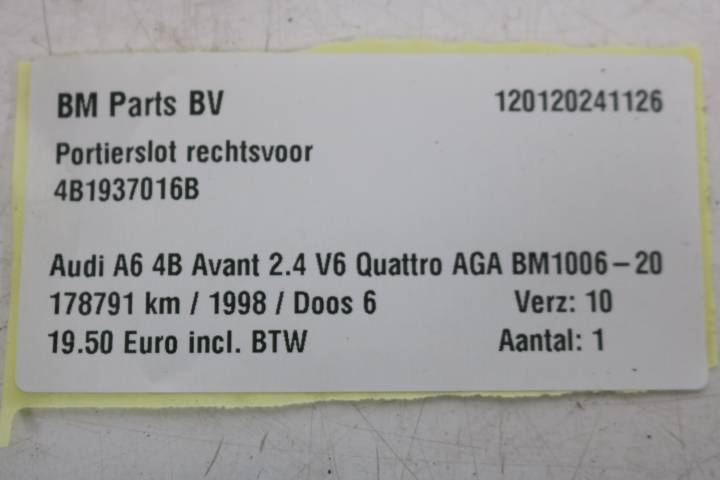 BM Parts BV 120120241126
Portierslot rechtsvoor
4B1937016B
Audi A6 4B Avant 2.4 V6 Quattro AGA BM1006-20
178791 km / 1998 / Doos 6 Verz: 10
19.50 Euro incl. BTW Aantal: 1